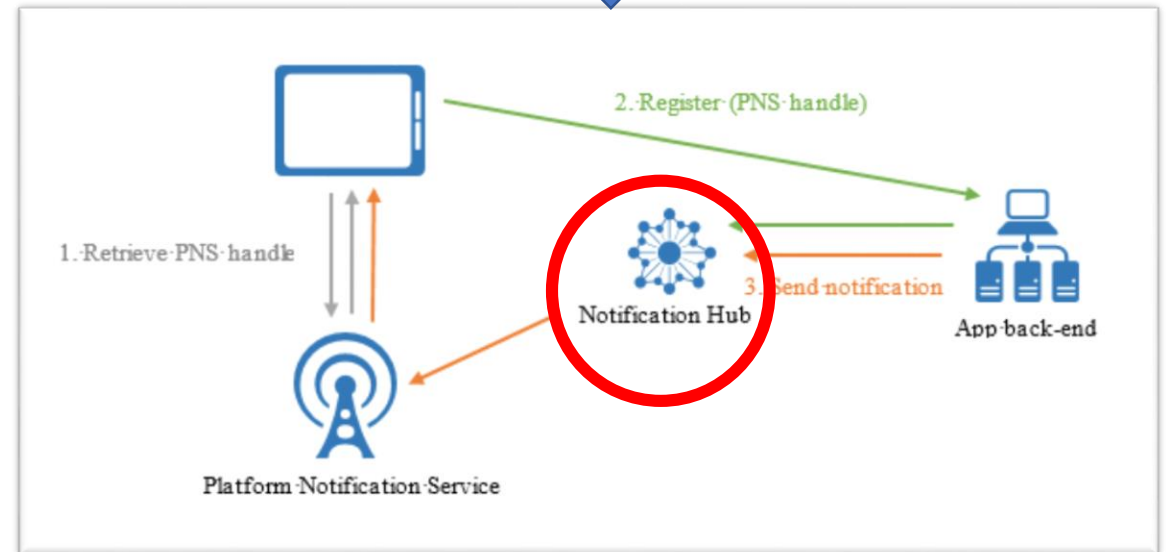 2. Register (PNS handle)
1. Retrieve PNS handle
3. Send notification
Notification Hub
App back-end
Platform Notification Service